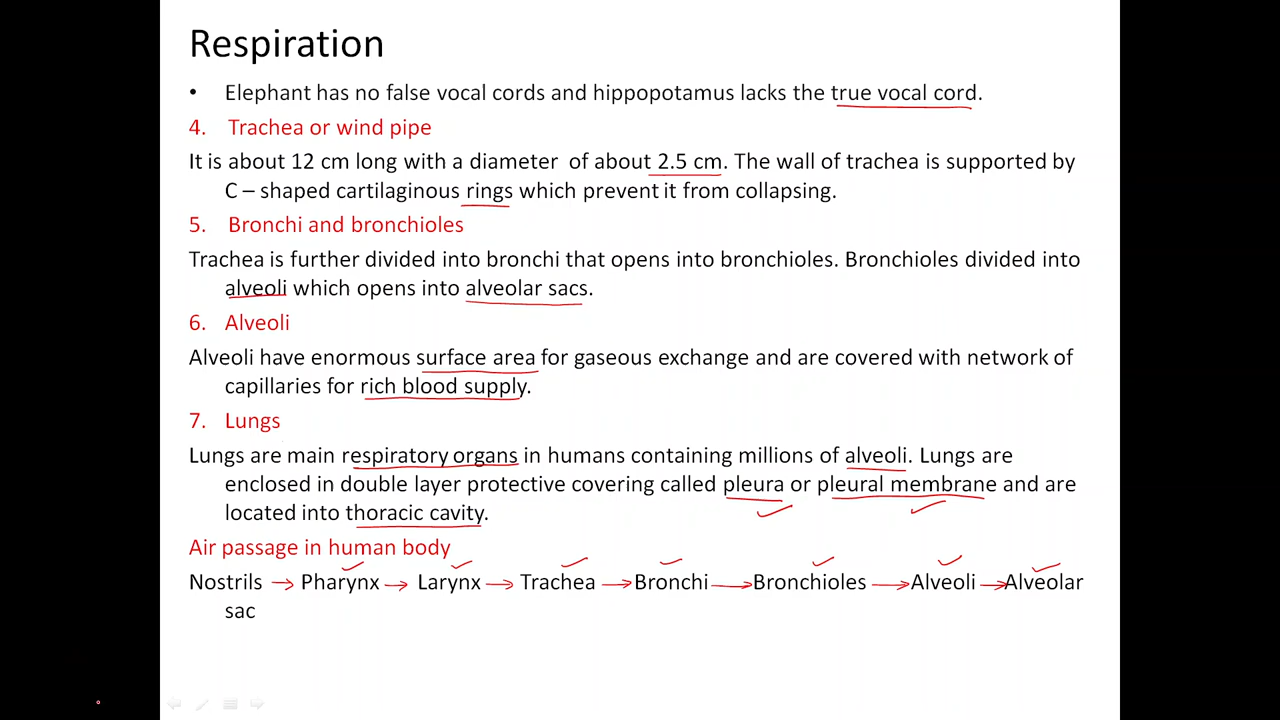 Respiration
• Elephant has no false vocal cords and hippopotamus lacks the true vocal cord.
4. Trachea or wind pipe
It is about 12 cm long with a diameter of about 2.5 cm. The wall of trachea is supported by
C – shaped cartilaginous rings which prevent it from collapsing.
5. Bronchi and bronchioles
Trachea is further divided into bronchi that opens into bronchioles. Bronchioles divided into
alveoli which opens into alveolar sacs.
6. Alveoli
Alveoli have enormous surface area for gaseous exchange and are covered with network of
capillaries for rich blood supply.
7. Lungs
Lungs are main respiratory organs in humans containing millions of alveoli. Lungs are
enclosed in double layer protective covering called pleura or pleural membrane and are
located into thoracic cavity.
Air passage in human body
Nostrils → Pharynx → Larynx → Trachea → Bronchi → Bronchioles → Alveoli → Alveolar
sac